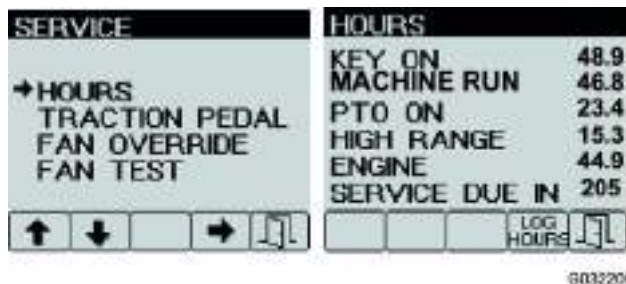 SERVICE
HOURS
TRACTION PEDAL
FAN OVERRIDE
FAN TEST
HOURS
KEY ON 48.9
MACHINE RUN 46.8
PTO ON 23.4
HIGH RANGE 15.3
ENGINE 44.9
SERVICE DUE IN 205
LOG
HOURS
G03220